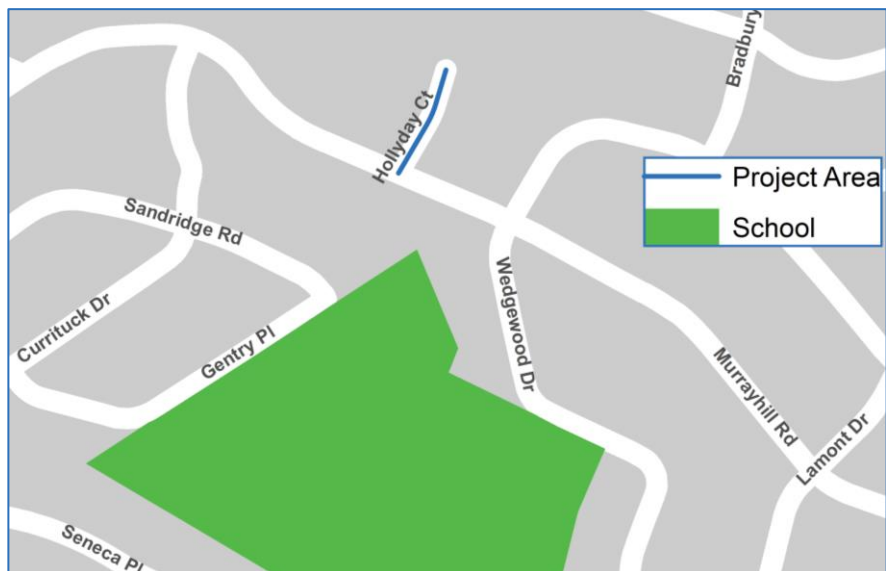 Bradbury
Hollyday Ct
Project Area
School
Sandridge Rd
Wedgewood Dr
Currituck Dr
Gentry Pl
Murrayhill Rd
Lamont Dr
Seneca Pl